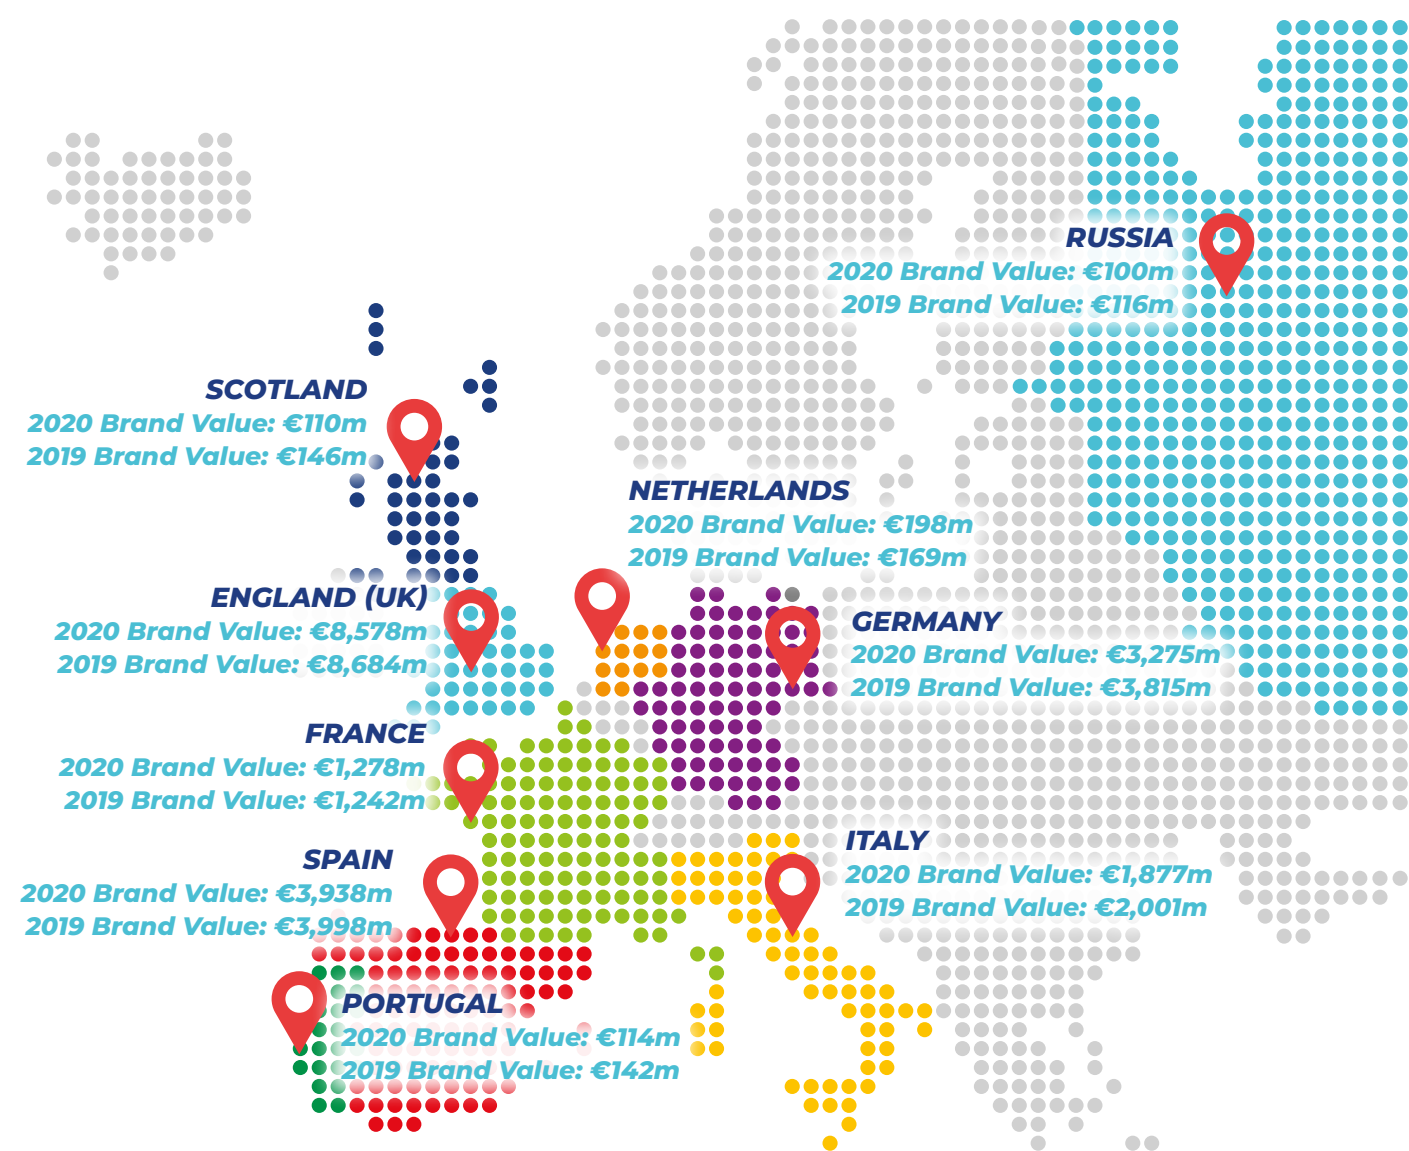 RUSSIA
2020 Brand Value: €100m
2019 Brand Value: €116m
SCOTLAND
2020 Brand Value: €110m
2019 Brand Value: €146m
NETHERLANDS
2020 Brand Value: €198m
2019 Brand Value: €169m
ENGLAND (UK)
2020 Brand Value: €8,578m
2019 Brand Value: €8,684m
GERMANY
2020 Brand Value: €3,275m
2019 Brand Value: €3,815m
FRANCE
2020 Brand Value: €1,278m
2019 Brand Value: €1,242m
ITALY
2020 Brand Value: €1,877m
2019 Brand Value: €2,001m
SPAIN
2020 Brand Value: €3,938m
2019 Brand Value: €3,998m
PORTUGAL
2020 Brand Value: €114m
2019 Brand Value: €142m